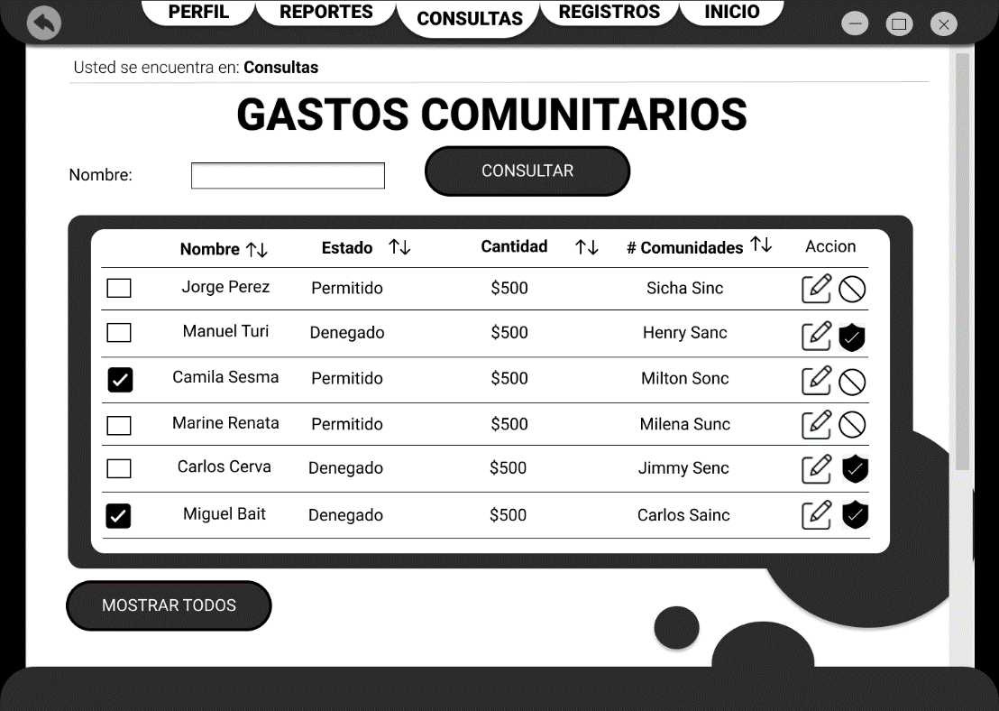 PERFIL REPORTES CONSULTAS REGISTROS INICIO
Usted se encuentra en: Consultas
GASTOS COMUNITARIOS
Nombre: CONSULTAR
Nombre Estado Cantidad # Comunidades Accion
Jorge Perez Permitido $500 Sicha Sinc
Manuel Turi Denegado $500 Henry Sanc
Camila Sesma Permitido $500 Milton Sonc
Marine Renata Permitido $500 Milena Sunc
Carlos Cerva Denegado $500 Jimmy Senc
Miguel Bait Denegado $500 Carlos Sainc
MOSTRAR TODOS